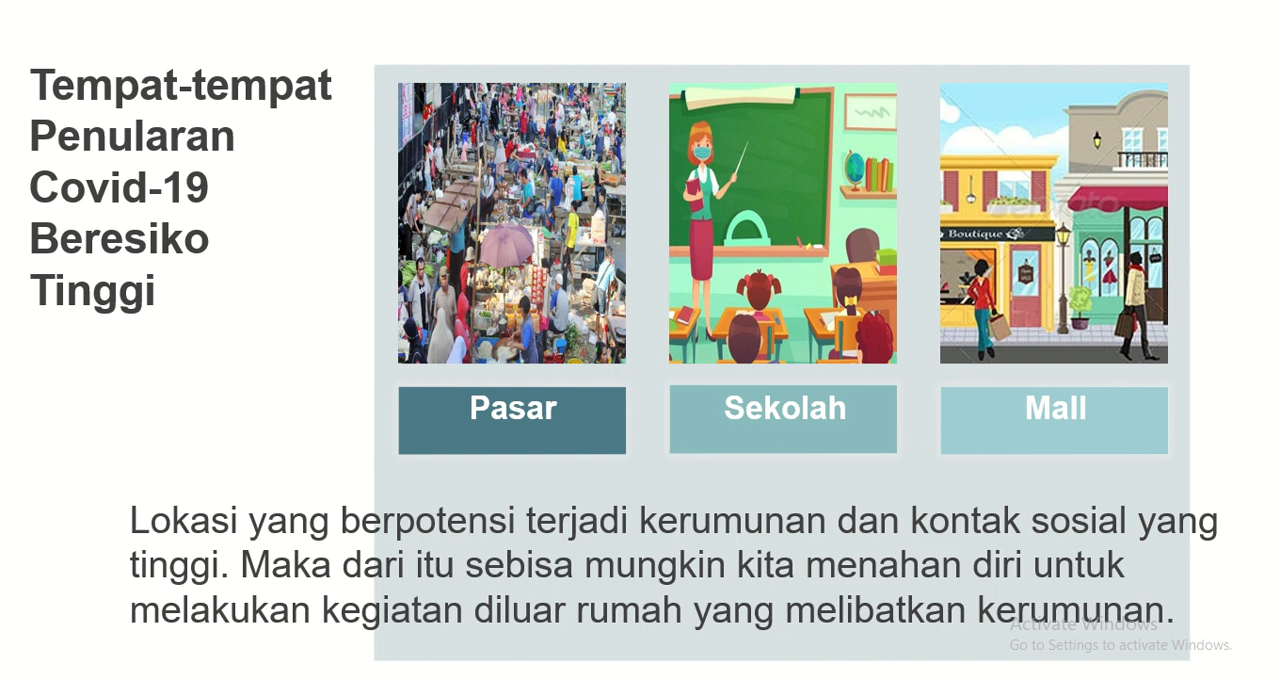 Tempat-tempat
Penularan
Covid-19
Beresiko
Tinggi
Boutique
Pasar
Sekolah
Mall
Lokasi yang berpotensi terjadi kerumunan dan kontak sosial yang
tinggi. Maka dari itu sebisa mungkin kita menahan diri untuk
melakukan kegiatan diluar rumah yang melibatkan kerumunan.
Activate Windows
Go to Settings to activate Windows.